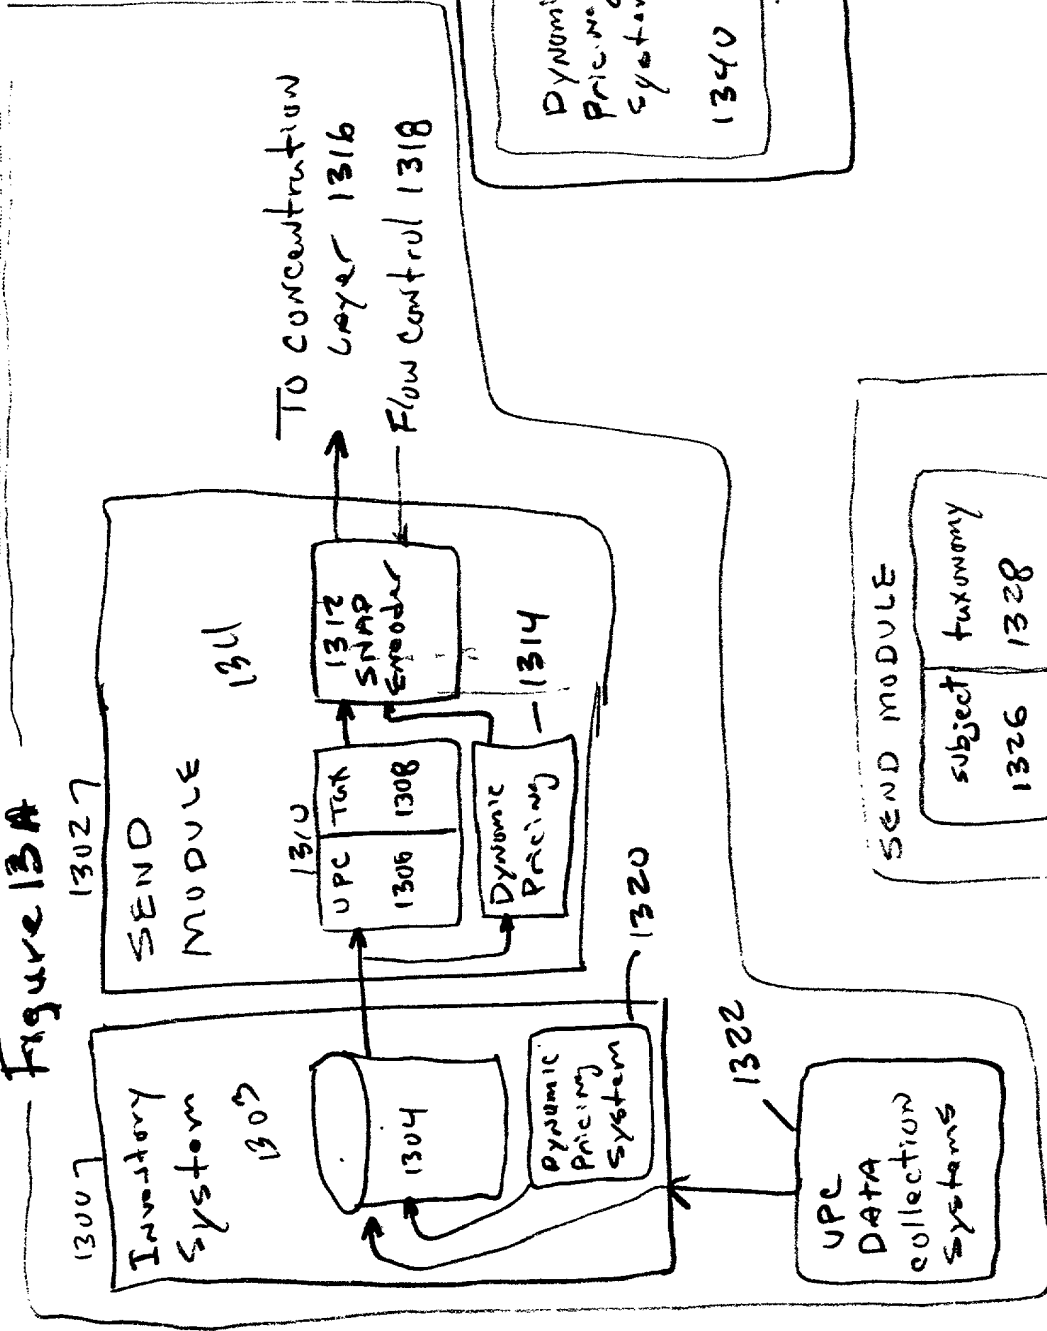 Figure 13A
1300
Inventory
System
1303
1304
Dynamic
Pricing
System
1320
1322
UPC
DATA
collection
Systems
1302
SEND
MODULE
1311
1310
UPC
1306
Tax
1308
Dynamic
Pricing
1314
1312
SNAP
Encoder
TO CONCENTRATION
LAYER 1316
Flow Control 1318
SEND MODULE
subject
1326
taxonomy
1328
Pricing
System
1340